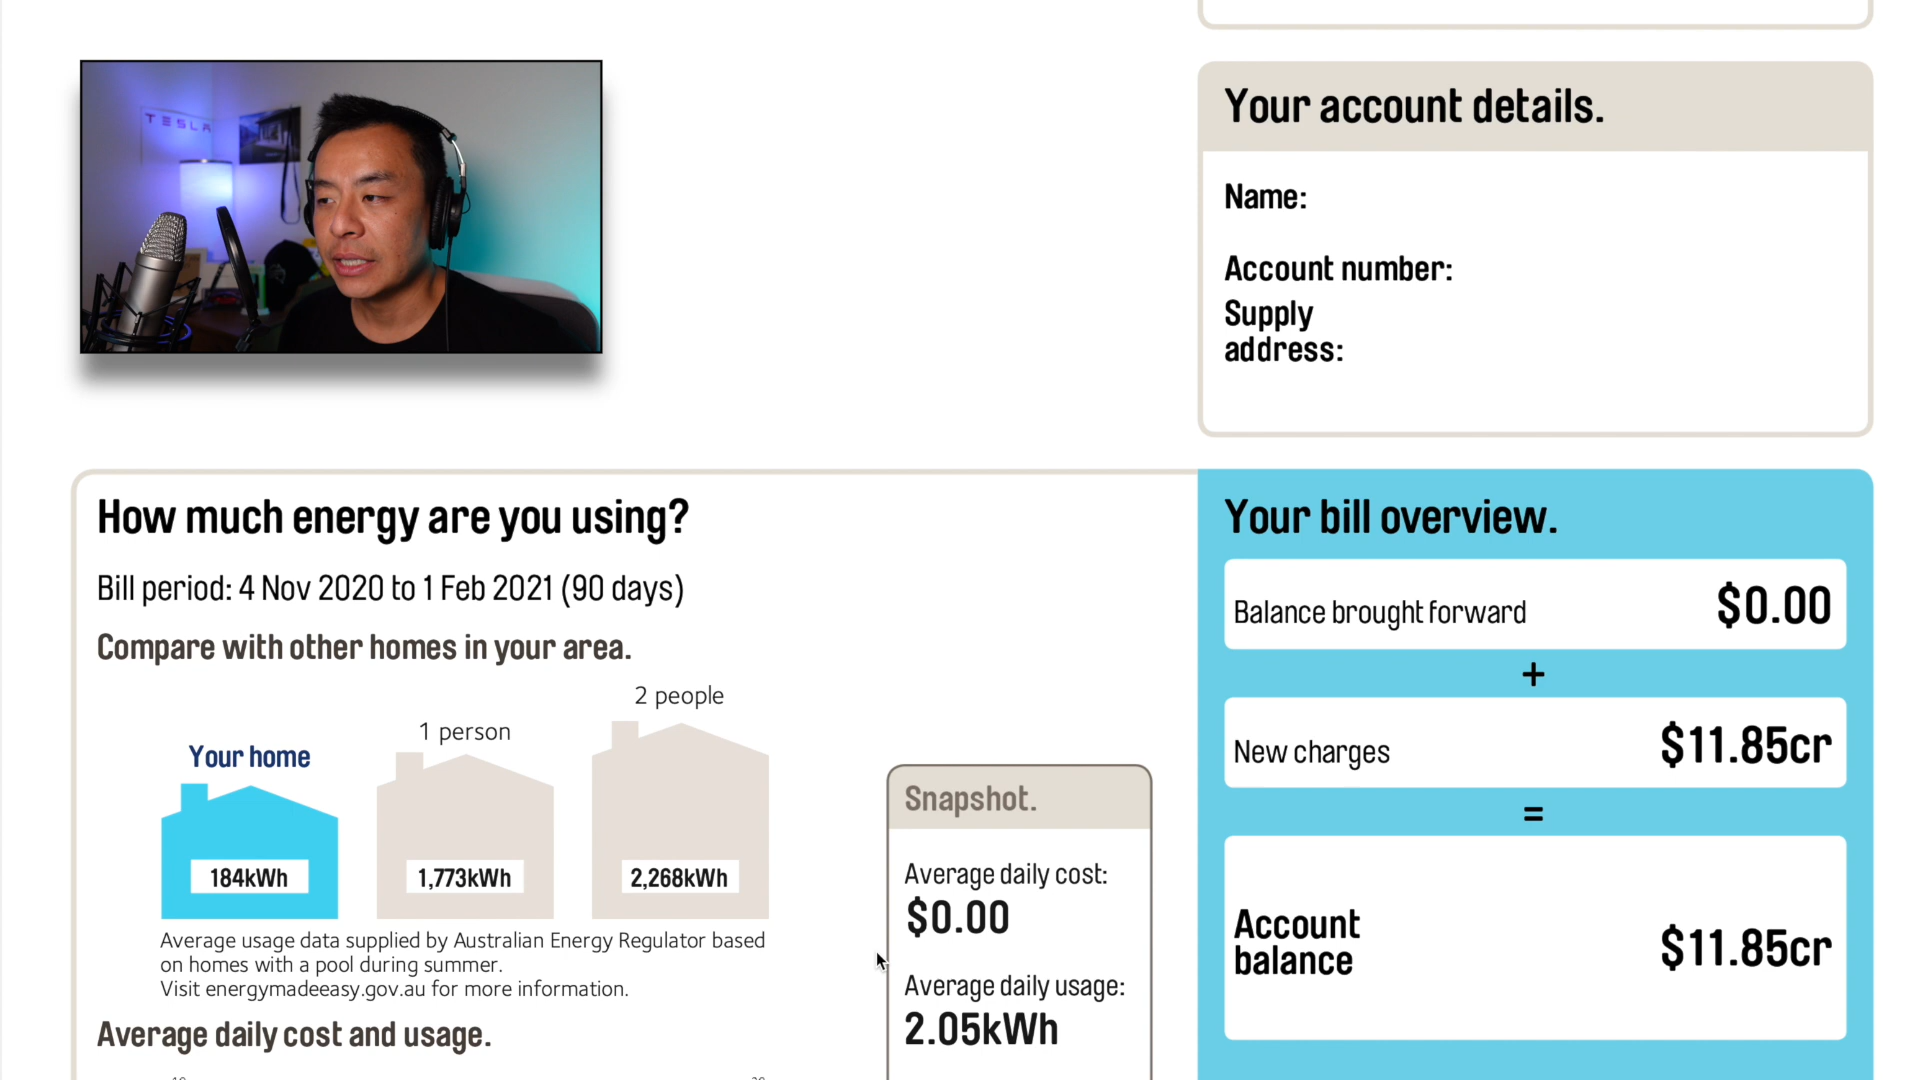 TESLA
Your account details.
Name:
Account number:
Supply
address:
How much energy are you using?
Bill period: 4 Nov 2020 to 1 Feb 2021 (90 days)
Compare with other homes in your area.
Your home
1 person
2 people
184kWh
1,773kWh
2,268kWh
Average usage data supplied by Australian Energy Regulator based
on homes with a pool during summer.
Visit energymadeeasy.gov.au for more information.
Average daily cost and usage.
Snapshot.
Average daily cost:
$0.00
Average daily usage:
2.05kWh
Your bill overview.
Balance brought forward $0.00
+
New charges $11.85cr
=
Account
balance $11.85cr